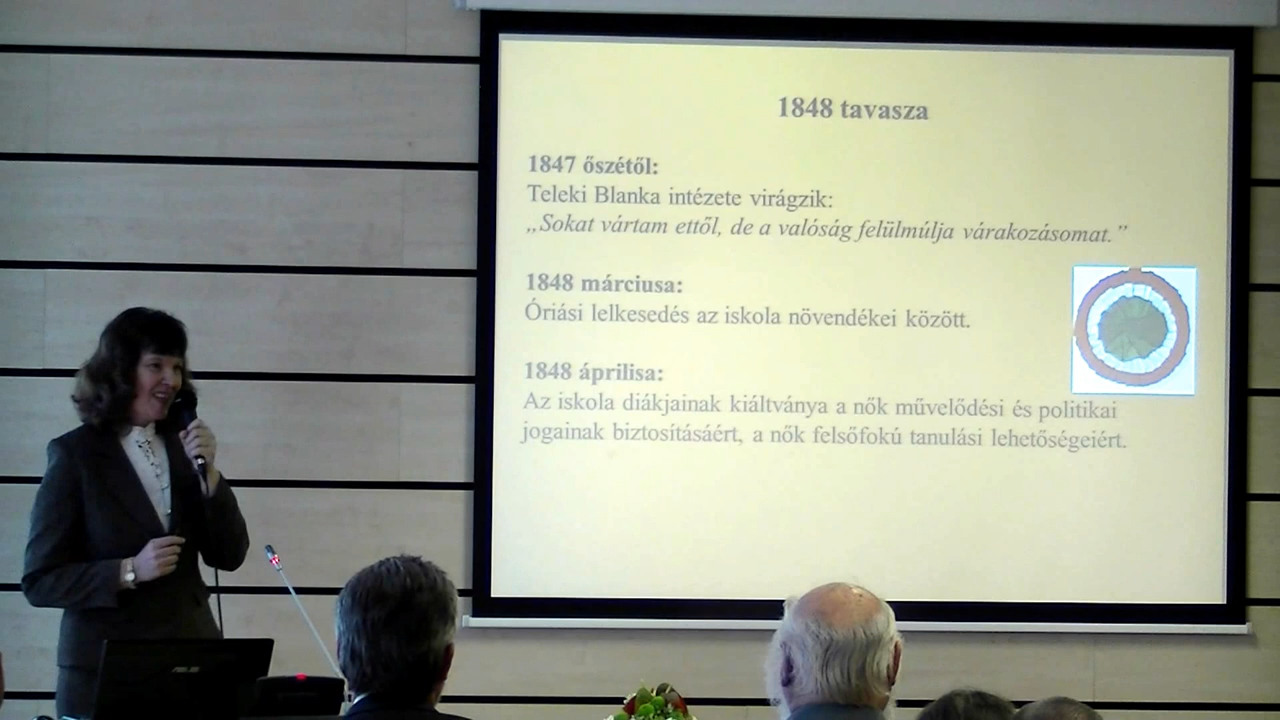 1848 tavasza
1847 őszétől:
Teleki Blanka intézete virágzik:
„Sokat vártam ettől, de a valóság felülmúlja várakozásomat.”
1848 márciusa:
Óriási lelkesedés az iskola növendékei között.
1848 áprilisa:
Az iskola diákjainak kiáltványa a nők művelődési és politikai
jogainak biztosításáért, a nők felsőfokú tanulási lehetőségeiért.
ASUS